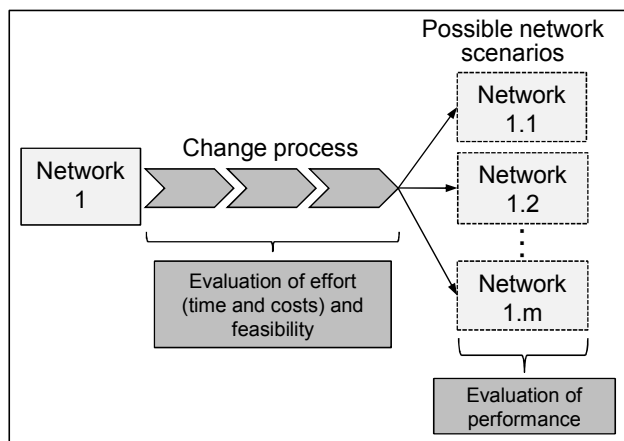 Possible network
scenarios
Network
1.1
Change process
Network
1
Network
1.2
Network
1.m
Evaluation of effort
(time and costs) and
feasibility
Evaluation of
performance